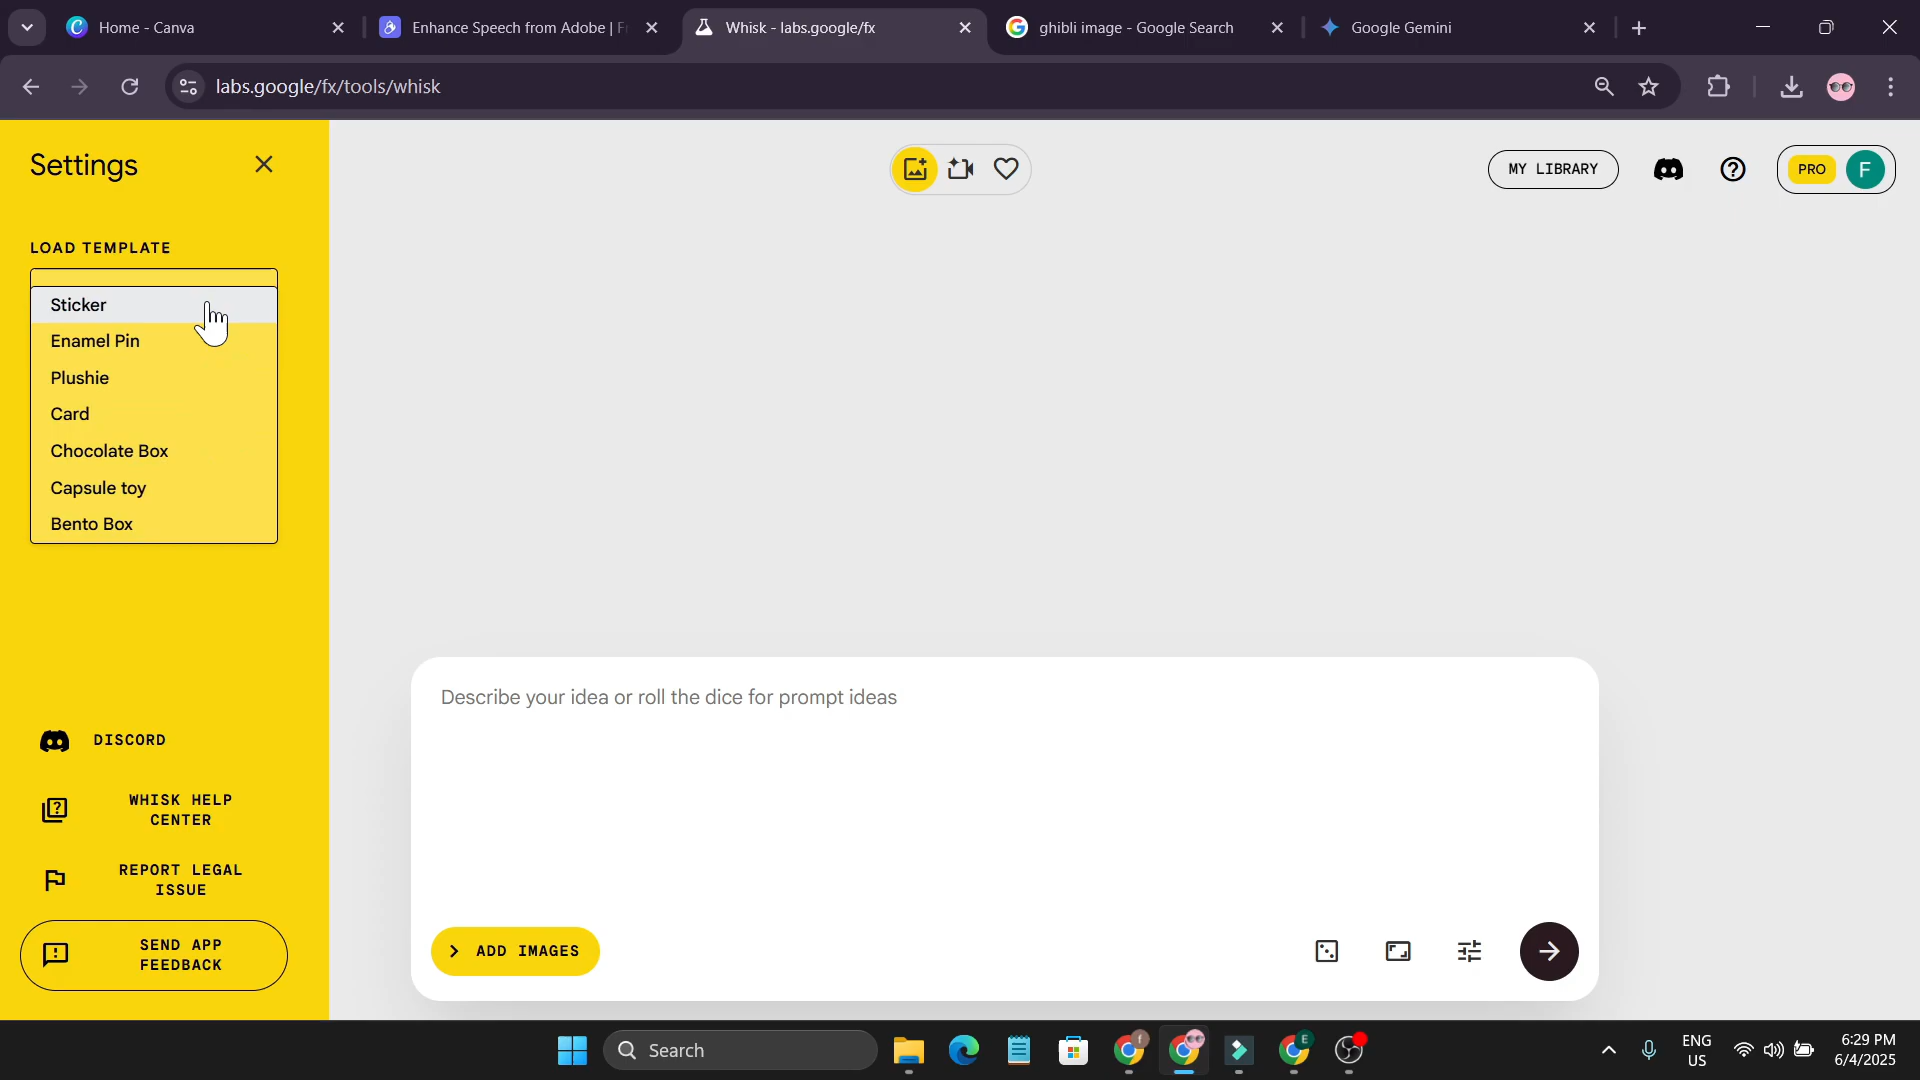 Home - Canva
Enhance Speech from Adobe | F
Whisk - labs.google/fx
ghibli image - Google Search
Google Gemini
labs.google/fx/tools/whisk
Settings
MY LIBRARY
PRO
F
LOAD TEMPLATE
Sticker
Enamel Pin
Plushie
Card
Chocolate Box
Capsule toy
Bento Box
Describe your idea or roll the dice for prompt ideas
DISCORD
WHISK HELP
CENTER
REPORT LEGAL
ISSUE
SEND APP
FEEDBACK
ADD IMAGES
Search
ENG
US
6:29 PM
6/4/2025